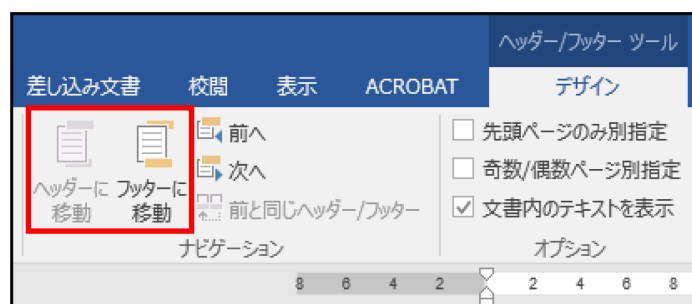 ヘッダー/フッター ツール
差し込み文書 校閲 表示 ACROBAT デザイン
ヘッダーに移動
フッターに移動
前へ
次へ
前と同じヘッダー/フッター
ナビゲーション
先頭ページのみ別指定
奇数/偶数ページ別指定
文書内のテキストを表示
オプション
8 6 4 2 2 4 6 8